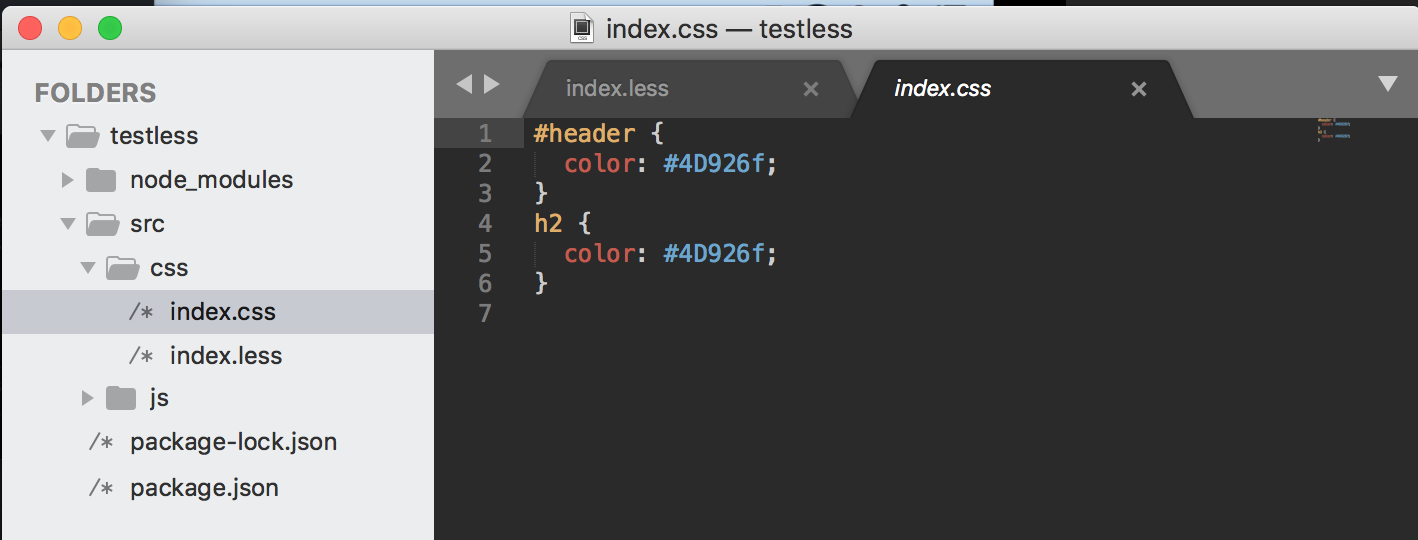 index.css — testless
FOLDERS
testless
node_modules
src
css
/* index.css
/* index.less
js
/* package-lock.json
/* package.json
index.less ×
index.css ×
1 #header {
2 color: #4D926f;
3 }
4 h2 {
5 color: #4D926f;
6 }
7